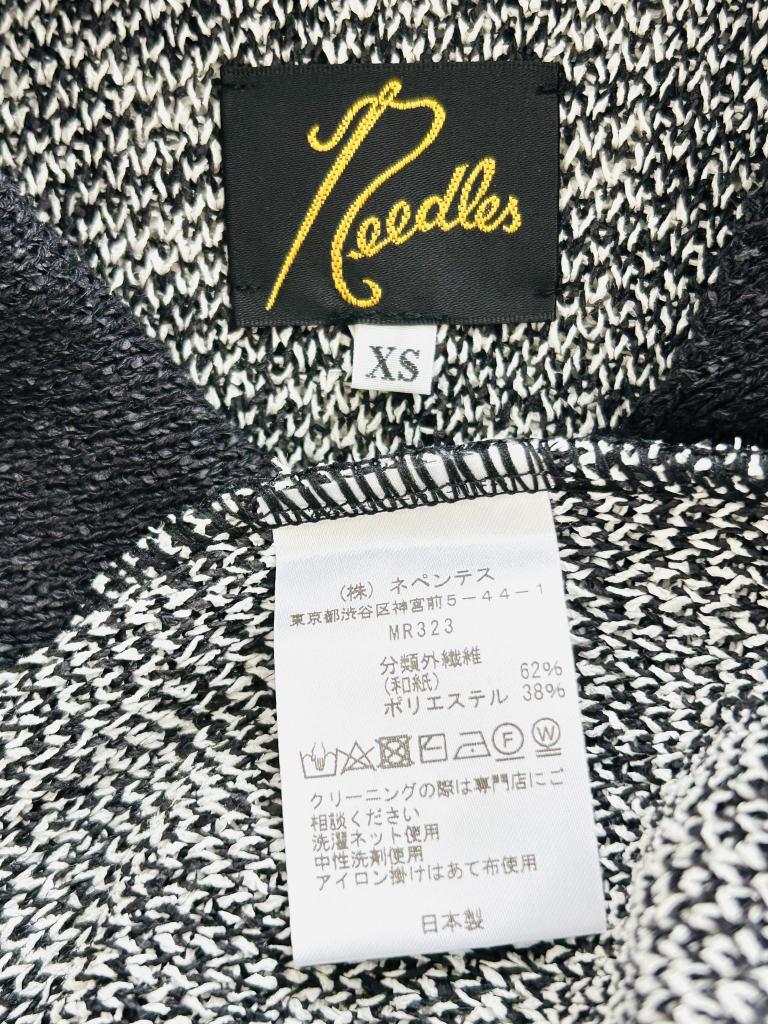 Needles
XS
(株) ネペンテス
東京都渋谷区神宮前5-44-1
MR323
分類外繊維
(和紙) 62%
ポリエステル 38%
F W
クリーニングの際は専門店にご
相談ください
洗濯ネット使用
中性洗剤使用
アイロン掛けはあて布使用
日本製